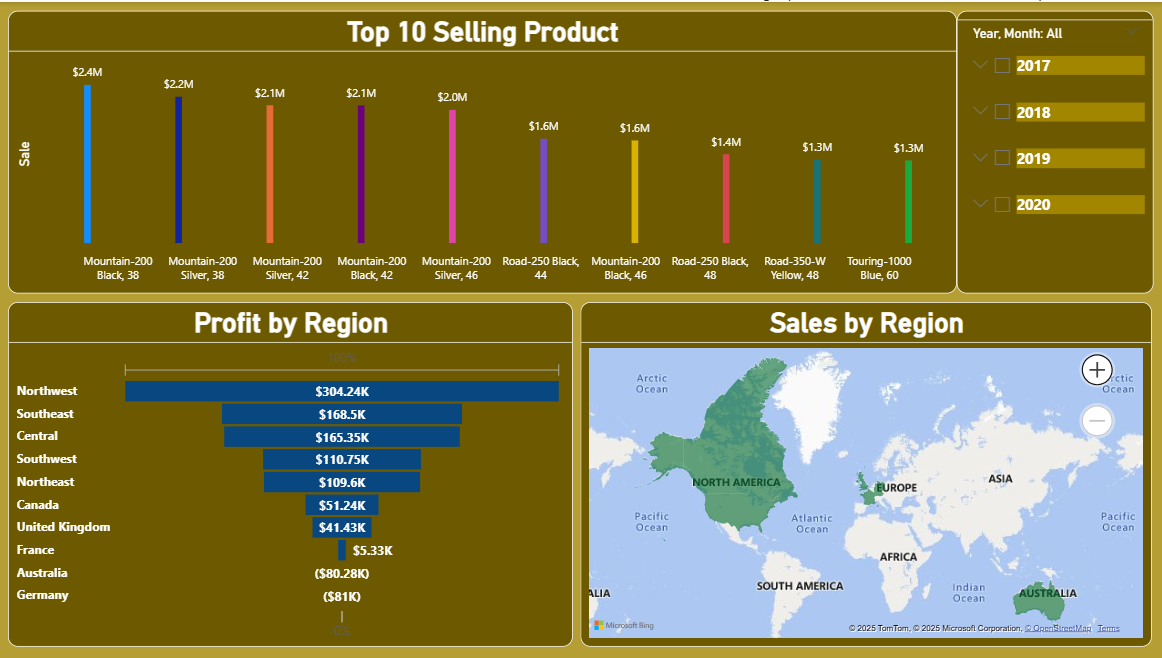 Top 10 Selling Product
Year, Month: All
2017
2018
2019
2020
Sale
$2.4M
$2.2M
$2.1M
$2.1M
$2.0M
$1.6M
$1.6M
$1.4M
$1.3M
$1.3M
Mountain-200
Black, 38
Mountain-200
Silver, 38
Mountain-200
Silver, 42
Mountain-200
Black, 42
Mountain-200
Silver, 46
Road-250 Black,
44
Mountain-200
Black, 46
Road-250 Black,
48
Road-350-W
Yellow, 48
Touring-1000
Blue, 60
Profit by Region
100%
Northwest $304.24K
Southeast $168.5K
Central $165.35K
Southwest $110.75K
Northeast $109.6K
Canada $51.24K
United Kingdom $41.43K
France $5.33K
Australia ($80.28K)
Germany ($81K)
0%
Sales by Region
Arctic
Ocean
rctic
Ocean
NORTH AMERICA
EUROPE
ASIA
Pacific
Ocean
Atlantic
Ocean
Pacific
Ocean
AFRICA
SOUTH AMERICA
Indian
Ocean
ALIA
AUSTRALIA
Microsoft Bing
© 2025 TomTom, © 2025 Microsoft Corporation, © OpenStreetMap Terms